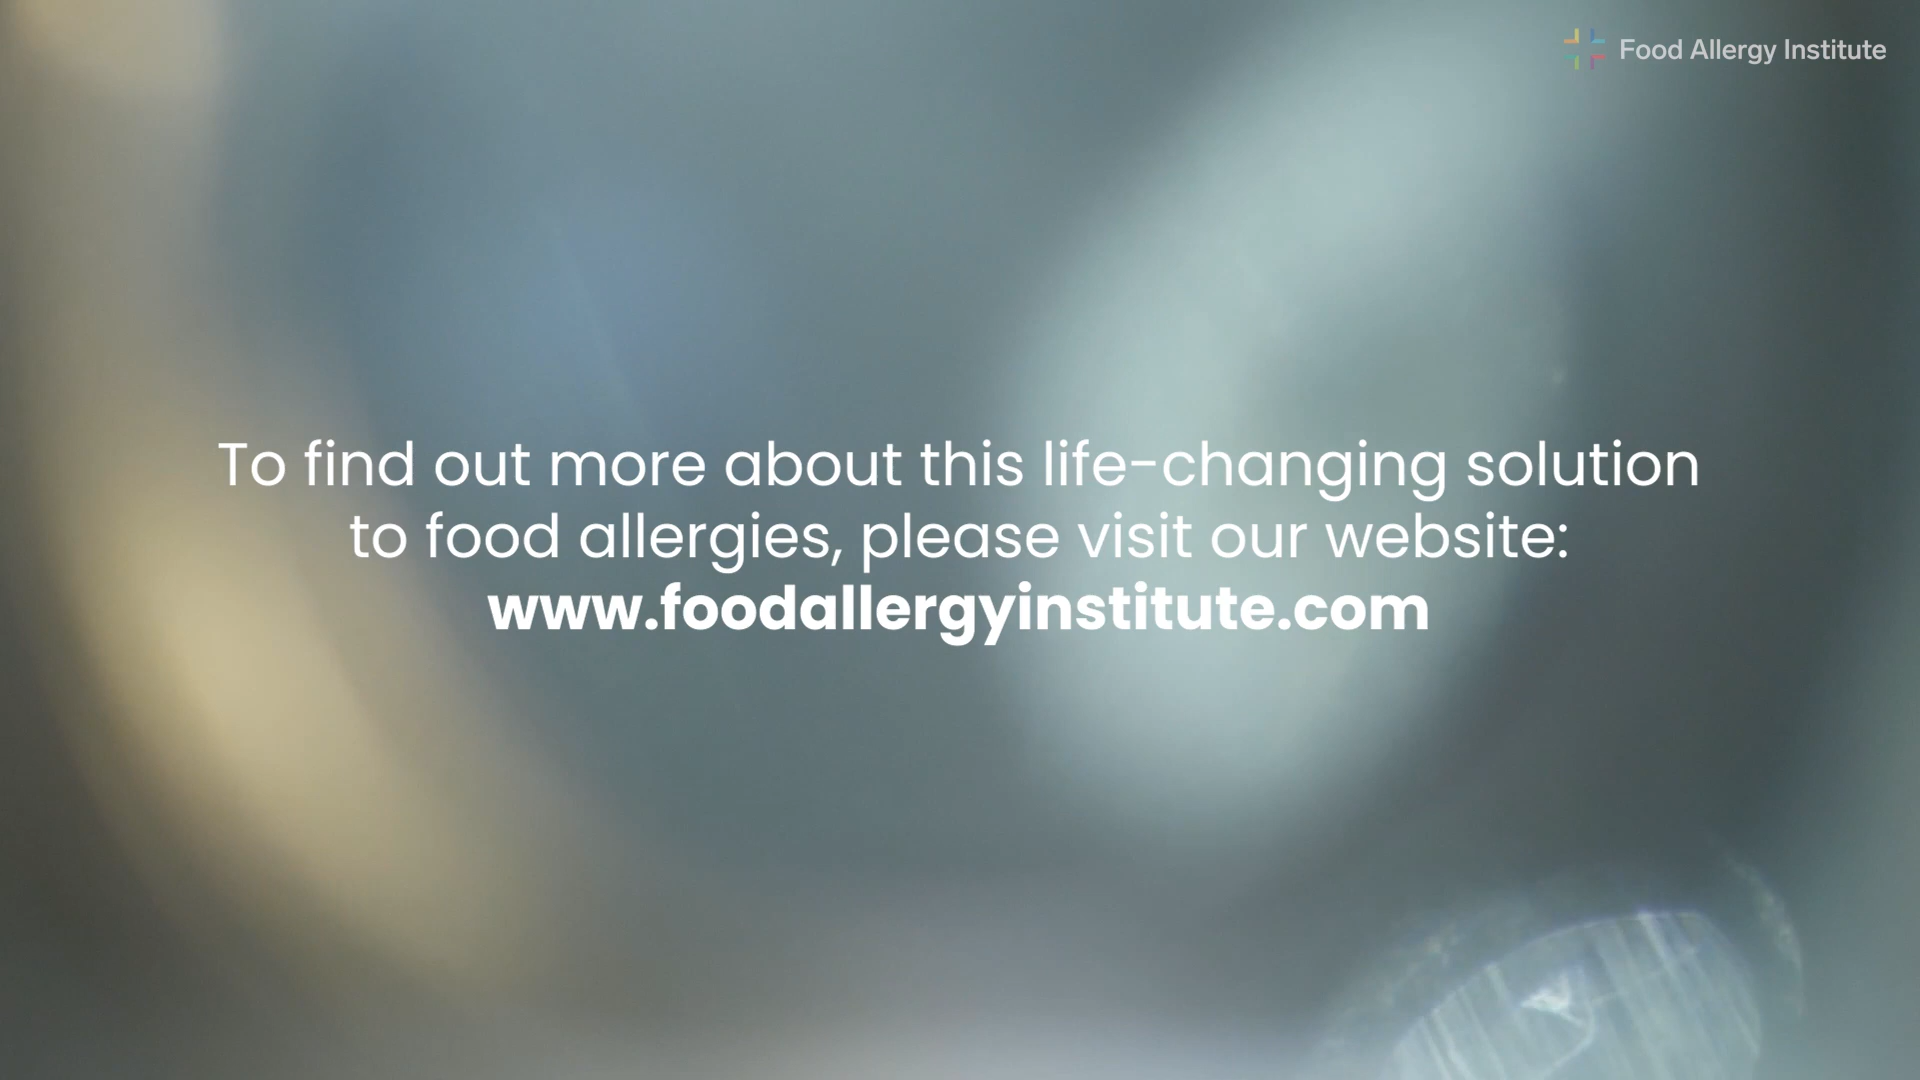 Food Allergy Institute
To find out more about this life-changing solution
to food allergies, please visit our website:
www.foodallergyinstitute.com